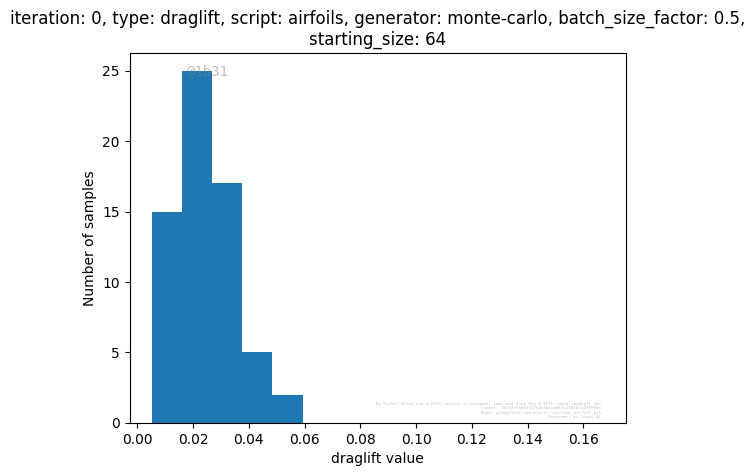 iteration: 0, type: draglift, script: airfoils, generator: monte-carlo, batch_size_factor: 0.5,
starting_size: 64
@1b31
25
20
15
10
5
0
Number of samples
0.00 0.02 0.04 0.06 0.08 0.10 0.12 0.14 0.16
draglift value